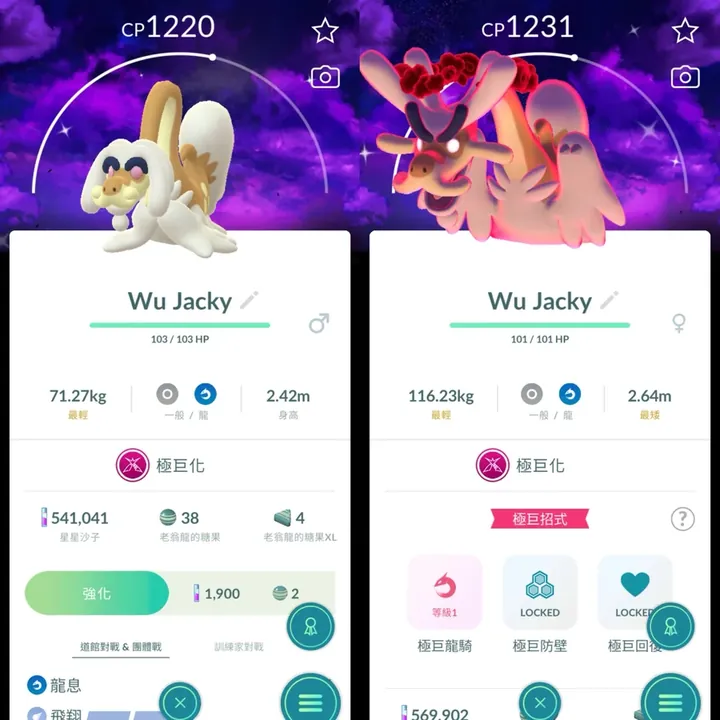 CP1220
Wu Jacky
103 / 103 HP
71.27kg
最輕
一般 / 龍
2.42m
身高
極巨化
541,041
星星沙子
38
老翁龍的糖果
4
老翁龍的糖果XL
強化
1,900
2
道館對戰 & 團體戰
訓練家對戰
龍息
飛翔
CP1231
Wu Jacky
101 / 101 HP
116.23kg
最輕
一般 / 龍
2.64m
最矮
極巨化
極巨招式
?
等級1
LOCKED
LOCKED
極巨龍騎
極巨防壁
極巨回復
569,902